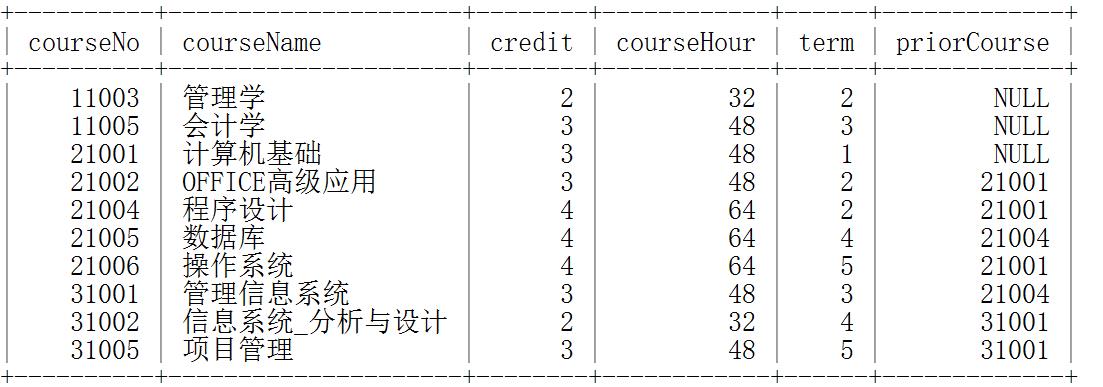 courseNo | courseName | credit | courseHour | term | priorCourse
11003 | 管理学 | 2 | 32 | 2 | NULL
11005 | 会计学 | 3 | 48 | 3 | NULL
21001 | 计算机基础 | 3 | 48 | 1 | NULL
21002 | OFFICE高级应用 | 3 | 48 | 2 | 21001
21004 | 程序设计 | 4 | 64 | 2 | 21001
21005 | 数据库 | 4 | 64 | 4 | 21004
21006 | 操作系统 | 4 | 64 | 5 | 21001
31001 | 管理信息系统 | 3 | 48 | 3 | 21004
31002 | 信息系统_分析与设计 | 2 | 32 | 4 | 31001
31005 | 项目管理 | 3 | 48 | 5 | 31001